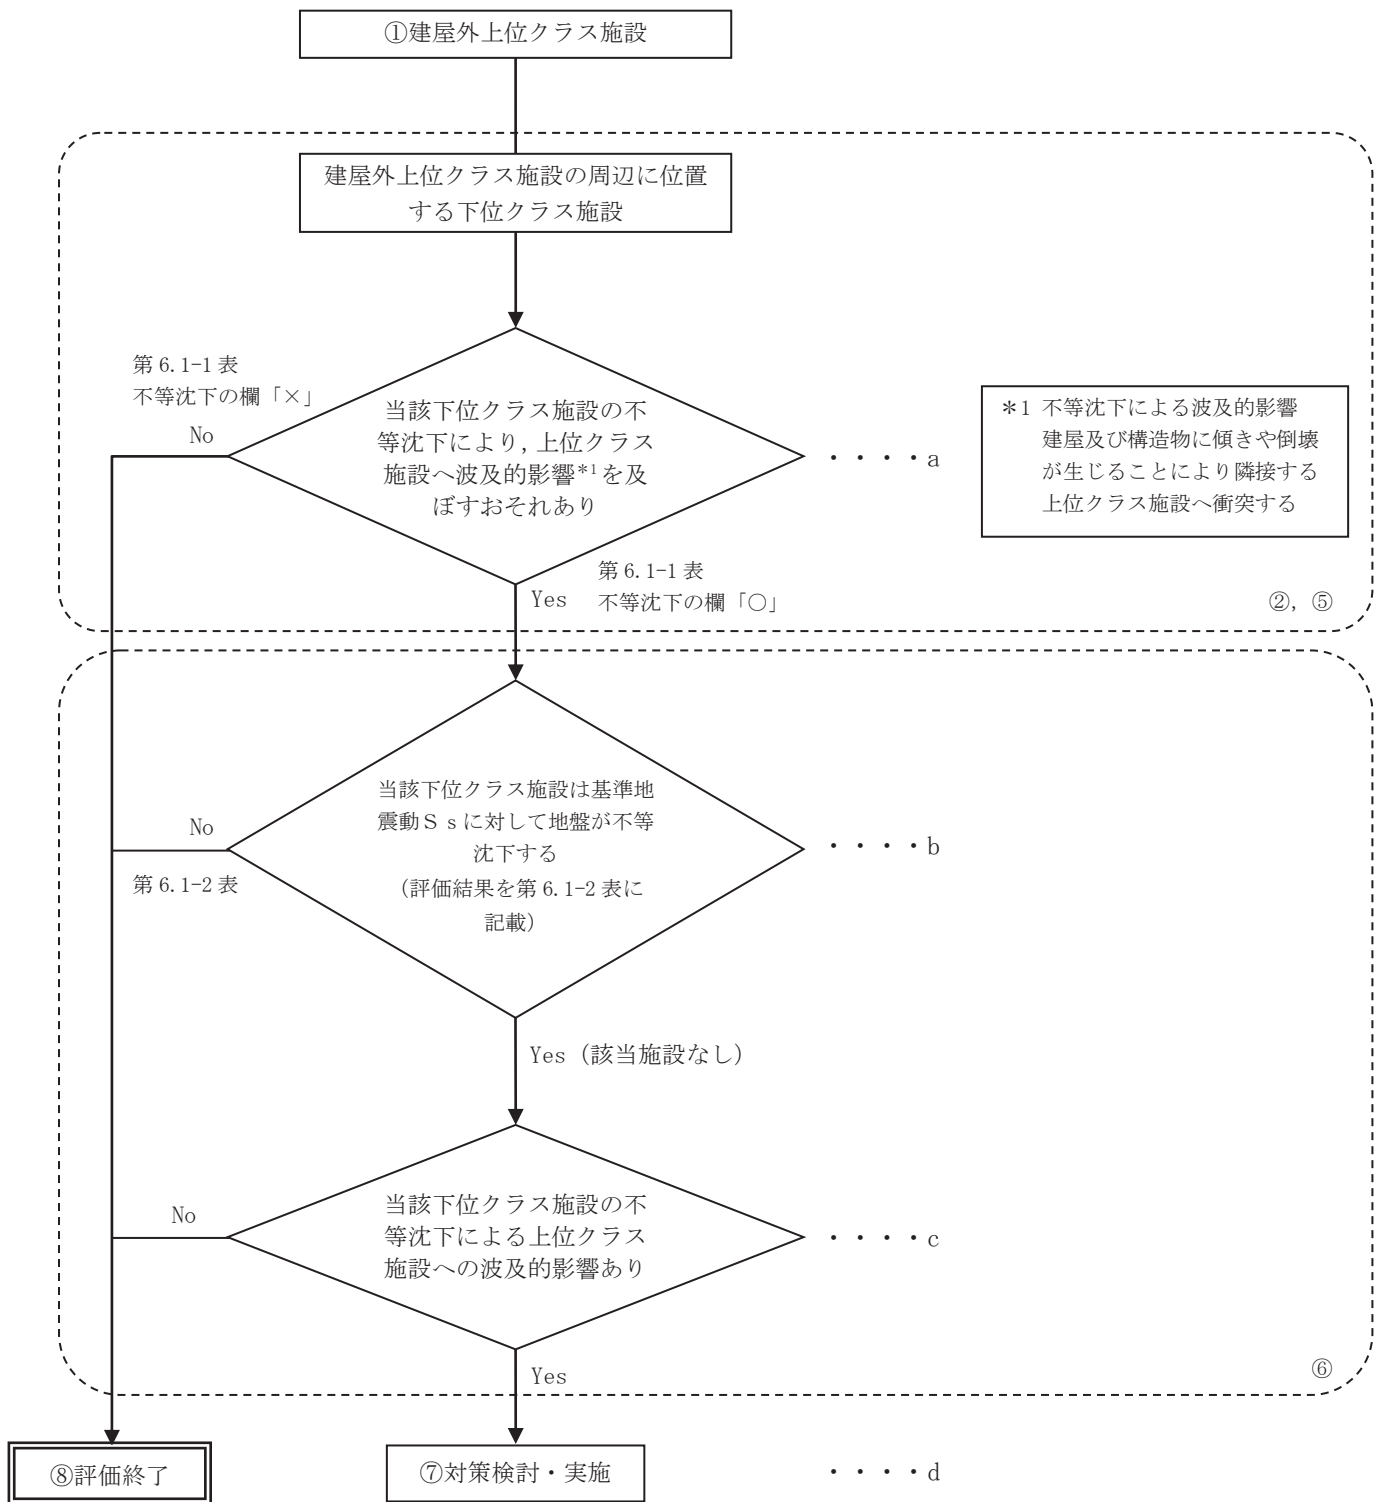 ①建屋外上位クラス施設
建屋外上位クラス施設の周辺に位置
する下位クラス施設
第 6.1-1 表
不等沈下の欄「×」
No
当該下位クラス施設の不
等沈下により，上位クラス
施設へ波及的影響*1を及
ぼすおそれあり
・・・・a
＊1 不等沈下による波及的影響
建屋及び構造物に傾きや倒壊
が生じることにより隣接する
上位クラス施設へ衝突する
Yes
第 6.1-1 表
不等沈下の欄「○」
②，⑤
当該下位クラス施設は基準地
震動Ｓｓに対して地盤が不等
沈下する
（評価結果を第 6.1-2 表に
記載）
No
第 6.1-2 表
・・・・b
Yes（該当施設なし）
当該下位クラス施設の不
等沈下による上位クラス
施設への波及的影響あり
No
・・・・c
Yes
⑥
⑧評価終了
⑦対策検討・実施
・・・・d